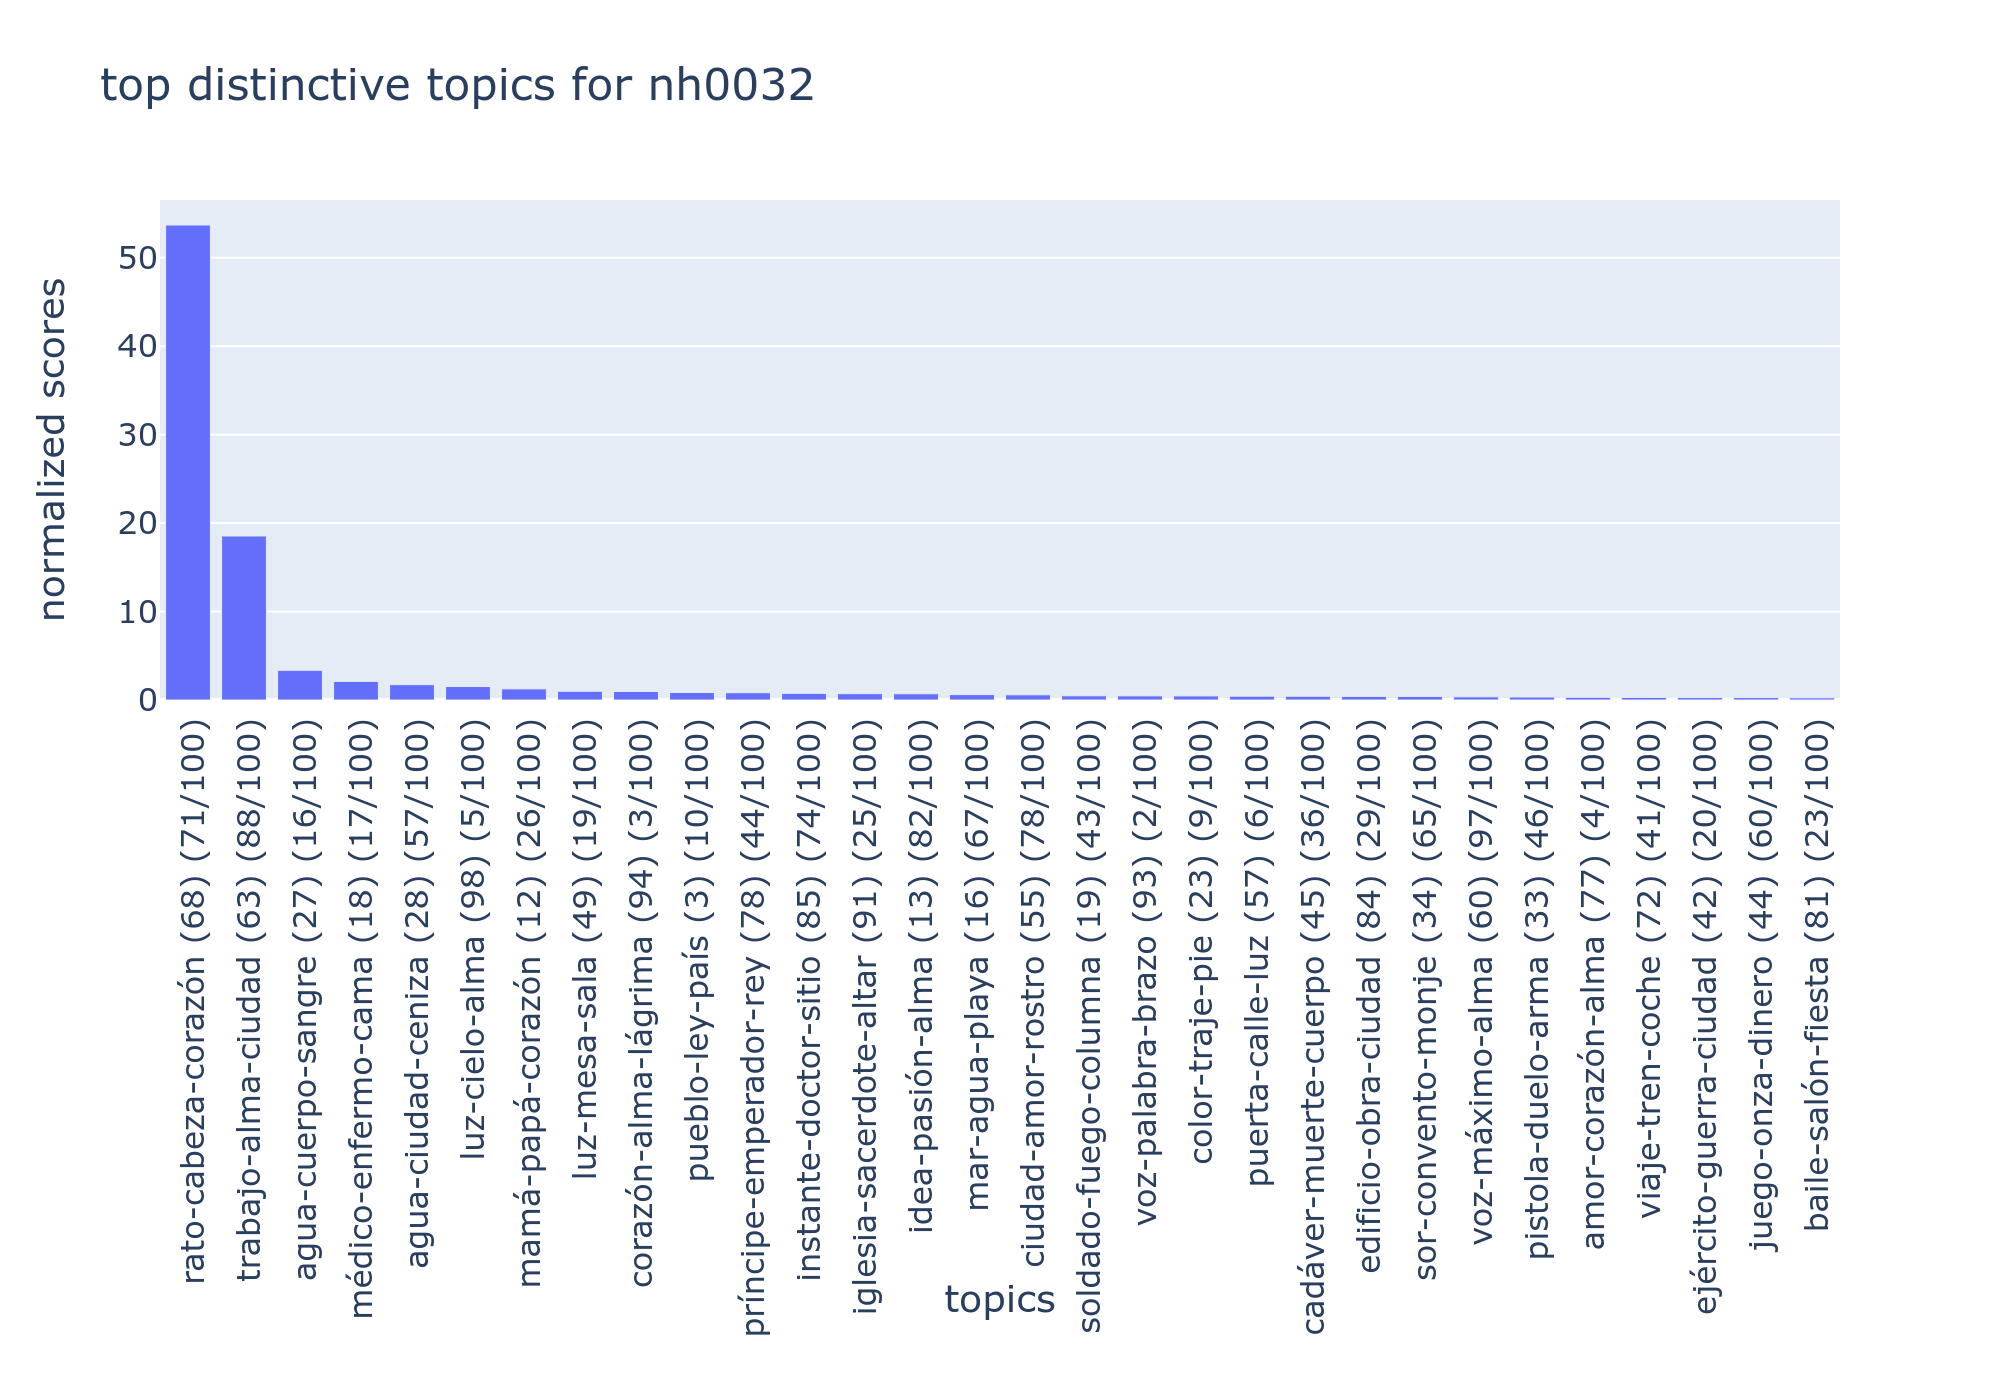 top distinctive topics for nh0032
normalized scores
50
40
30
20
10
0
rato-cabeza-corazón (68) (71/100)
trabajo-alma-ciudad (63) (88/100)
agua-cuerpo-sangre (27) (16/100)
médico-enfermo-cama (18) (17/100)
agua-ciudad-ceniza (28) (57/100)
luz-cielo-alma (98) (5/100)
mamá-papá-corazón (12) (26/100)
luz-mesa-sala (49) (19/100)
corazón-alma-lágrima (94) (3/100)
pueblo-ley-país (3) (10/100)
príncipe-emperador-rey (78) (44/100)
instante-doctor-sitio (85) (74/100)
iglesia-sacerdote-altar (91) (25/100)
idea-pasión-alma (13) (82/100)
mar-agua-playa (16) (67/100)
ciudad-amor-rostro (55) (78/100)
soldado-fuego-columna (19) (43/100)
voz-palabra-brazo (93) (2/100)
color-traje-pie (23) (9/100)
puerta-calle-luz (57) (6/100)
cadáver-muerte-cuerpo (45) (36/100)
edificio-obra-ciudad (84) (29/100)
sor-convento-monje (34) (65/100)
voz-máximo-alma (60) (97/100)
pistola-duelo-arma (33) (46/100)
amor-corazón-alma (77) (4/100)
viaje-tren-coche (72) (41/100)
ejército-guerra-ciudad (42) (20/100)
juego-onza-dinero (44) (60/100)
baile-salón-fiesta (81) (23/100)
topics